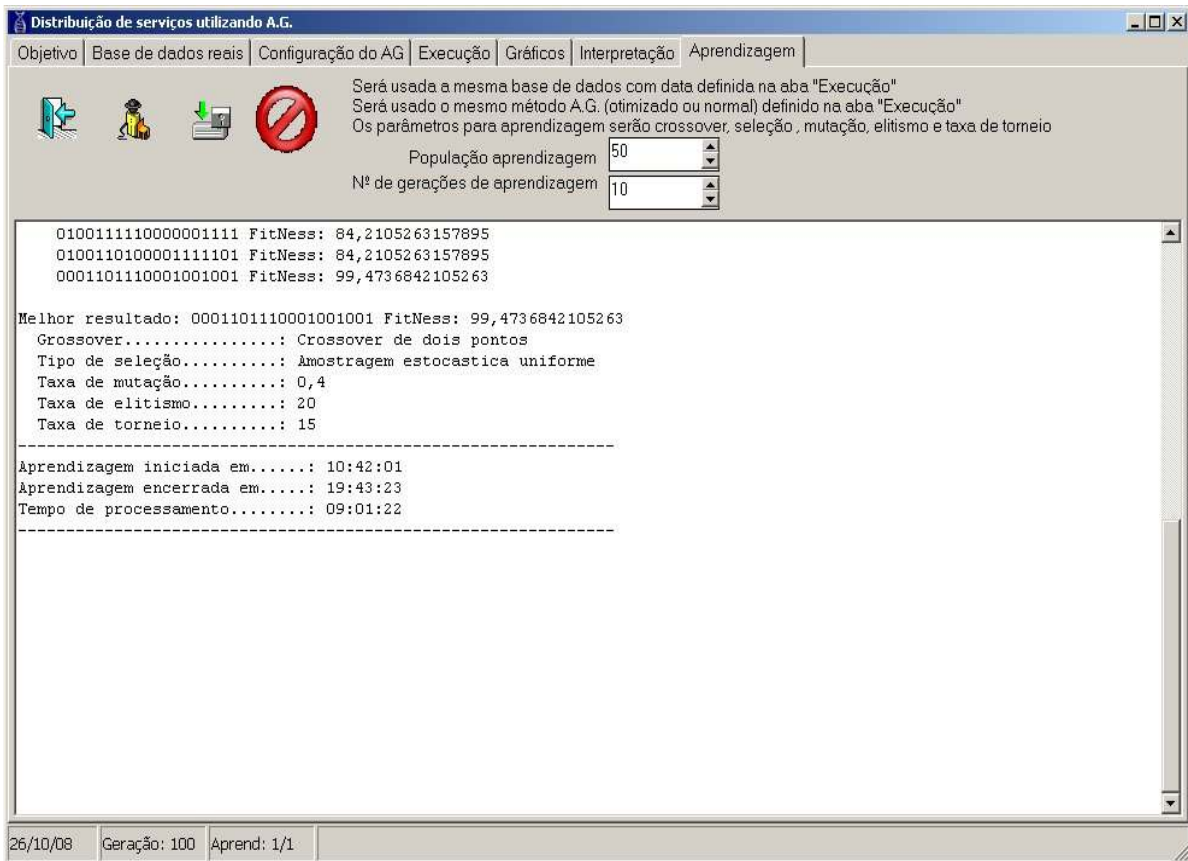 Distribuição de serviços utilizando A.G.
Objetivo Base de dados reais Configuração do AG Execução Gráficos Interpretação Aprendizagem
Será usada a mesma base de dados com data definida na aba "Execução"
Será usado o mesmo método A.G. (otimizado ou normal) definido na aba "Execução"
Os parâmetros para aprendizagem serão crossover, seleção , mutação, elitismo e taxa de torneio
População aprendizagem 50
Nº de gerações de aprendizagem 10
0100111110000001111 FitNess: 84,2105263157895
0100110100001111101 FitNess: 84,2105263157895
0001101110001001001 FitNess: 99,4736842105263
Melhor resultado: 0001101110001001001 FitNess: 99,4736842105263
Grossover................: Crossover de dois pontos
Tipo de seleção..........: Amostragem estocastica uniforme
Taxa de mutação..........: 0,4
Taxa de elitismo.........: 20
Taxa de torneio..........: 15
--------------------------------------------------------------
Aprendizagem iniciada em......: 10:42:01
Aprendizagem encerrada em.....: 19:43:23
Tempo de processamento........: 09:01:22
--------------------------------------------------------------
26/10/08 Geração: 100 Aprend: 1/1